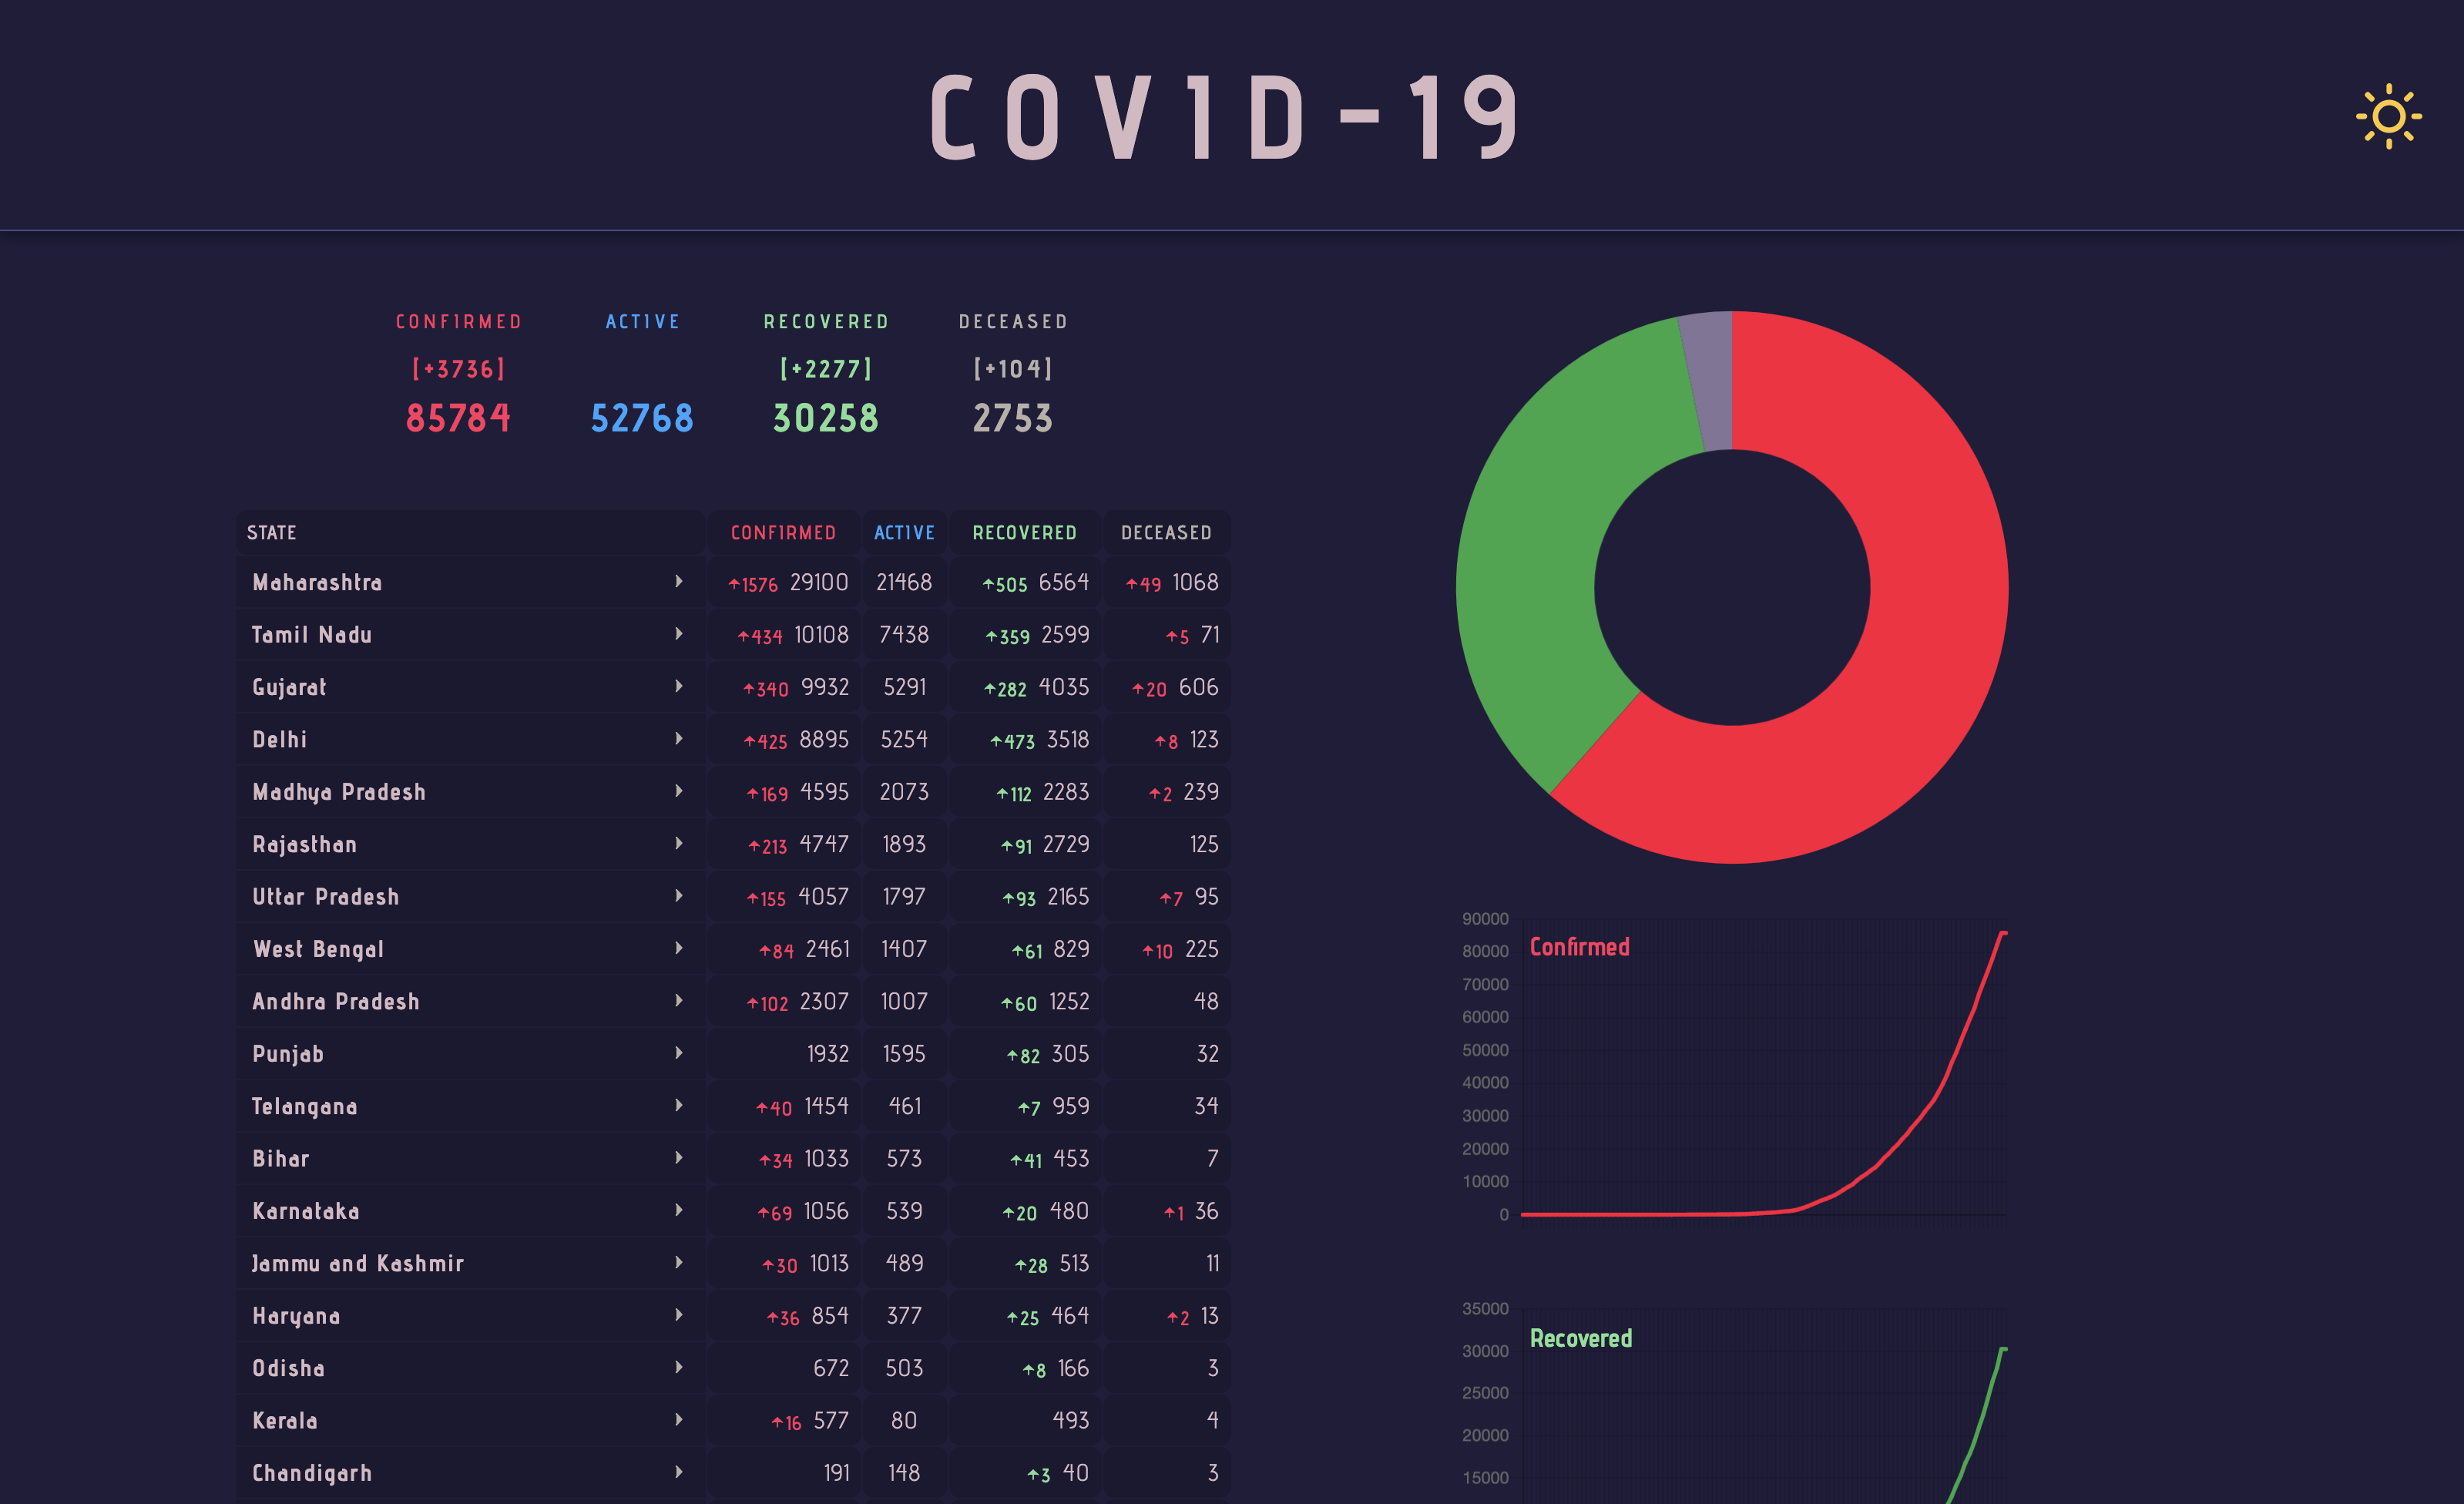 COVID-19
CONFIRMED ACTIVE RECOVERED DECEASED
[+3736] [+2277] [+104]
85784 52768 30258 2753
STATE CONFIRMED ACTIVE RECOVERED DECEASED
Maharashtra 1576 29100 21468 505 6564 49 1068
Tamil Nadu 434 10108 7438 359 2599 5 71
Gujarat 340 9932 5291 282 4035 20 606
Delhi 425 8895 5254 473 3518 8 123
Madhya Pradesh 169 4595 2073 112 2283 2 239
Rajasthan 213 4747 1893 91 2729 125
Uttar Pradesh 155 4057 1797 93 2165 7 95
West Bengal 84 2461 1407 61 829 10 225
Andhra Pradesh 102 2307 1007 60 1252 48
Punjab 1932 1595 82 305 32
Telangana 40 1454 461 7 959 34
Bihar 34 1033 573 41 453 7
Karnataka 69 1056 539 20 480 1 36
Jammu and Kashmir 30 1013 489 28 513 11
Haryana 36 854 377 25 464 2 13
Odisha 672 503 8 166 3
Kerala 16 577 80 493 4
Chandigarh 191 148 3 40 3
90000
Confirmed
80000
70000
60000
50000
40000
30000
20000
10000
0
35000
Recovered
30000
25000
20000
15000